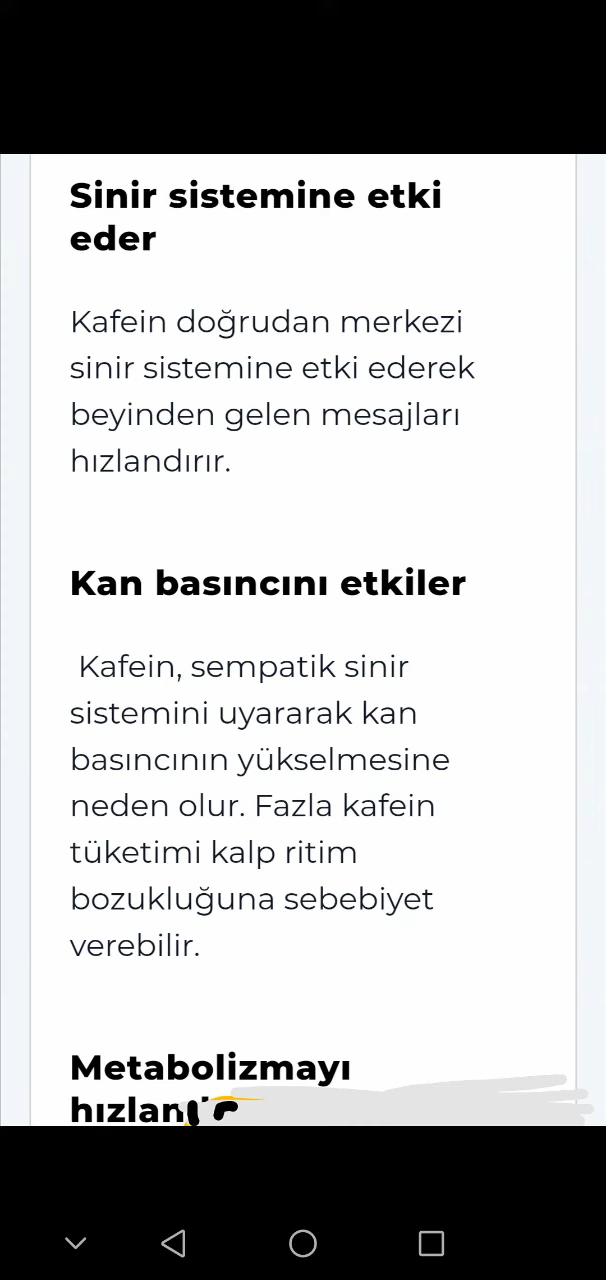 Sinir sistemine etki
eder
Kafein doğrudan merkezi
sinir sistemine etki ederek
beyinden gelen mesajları
hızlandırır.
Kan basıncını etkiler
Kafein, sempatik sinir
sistemini uyararak kan
basıncının yükselmesine
neden olur. Fazla kafein
tüketimi kalp ritim
bozukluğuna sebebiyet
verebilir.
Metabolizmayı